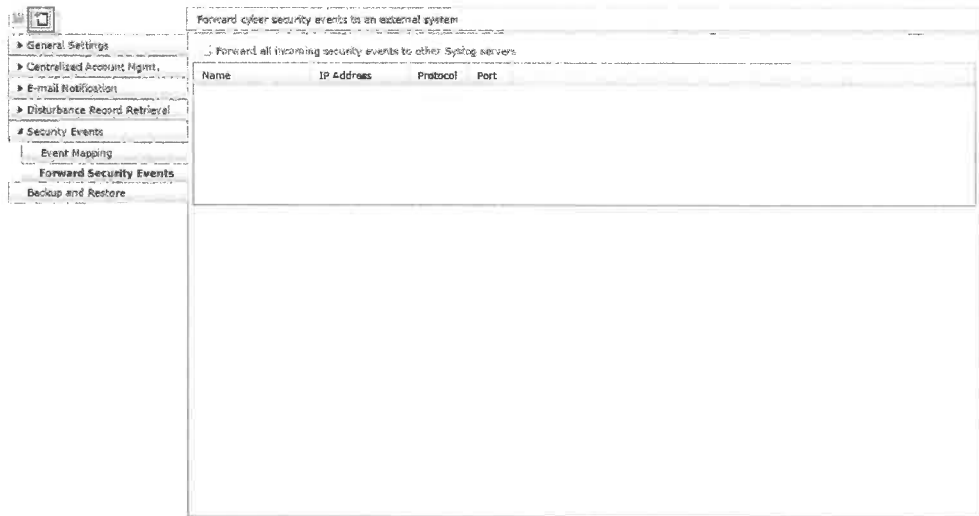 Forward cyber security events to an external system
General Settings
Centralized Account Mgmt.
E-mail Notification
Disturbance Record Retrieval
Security Events
Event Mapping
Forward Security Events
Backup and Restore
Forward all incoming security events to other Syslog servers
Name IP Address Protocol Port